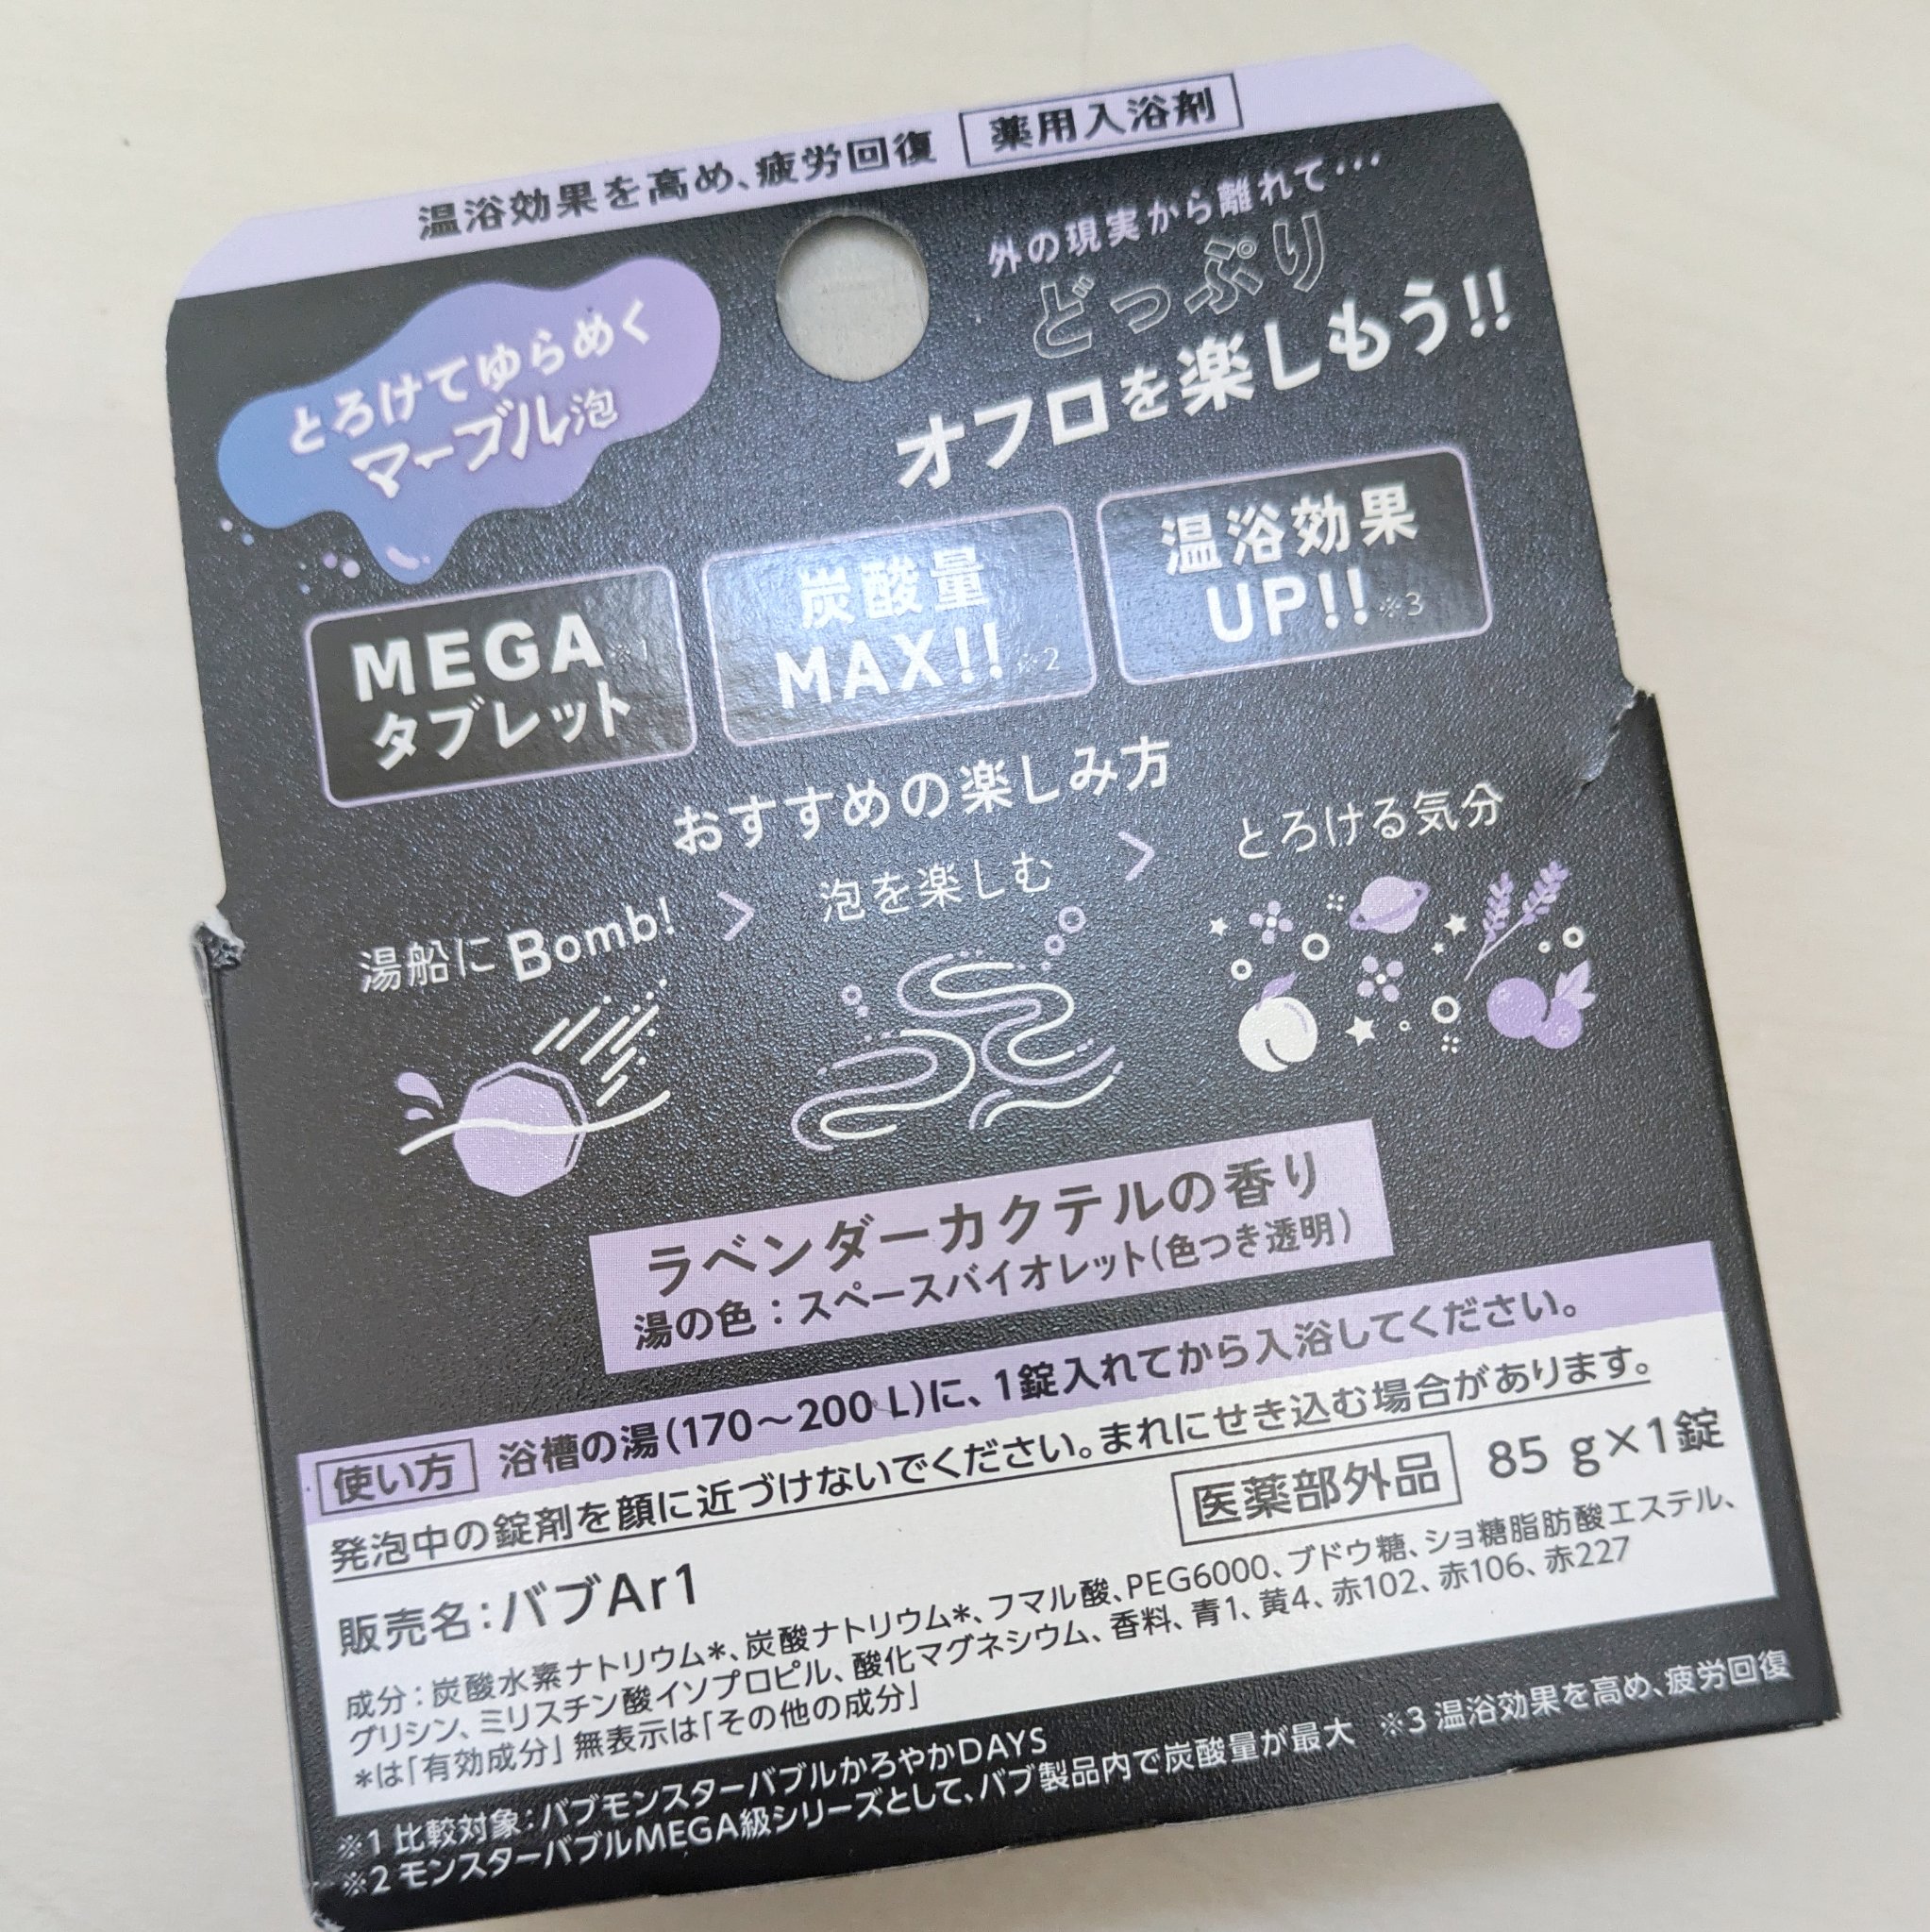 温浴効果を高め、疲労回復 薬用入浴剤
とろけてゆらめく
マーブル泡
外の現実から離れて…
どっぷり
オフロを楽しもう!!
MEGA※1
タブレット
炭酸量
MAX!!※2
温浴効果
UP!!※3
おすすめの楽しみ方
湯船にBomb! > 泡を楽しむ > とろける気分
ラベンダーカクテルの香り
湯の色：スペースバイオレット(色つき透明)
使い方 浴槽の湯(170～200 L)に、1錠入れてから入浴してください。
発泡中の錠剤を顔に近づけないでください。まれにせき込む場合があります。
販売名：バブAr1 医薬部外品 85 g×1錠
成分：炭酸水素ナトリウム*、炭酸ナトリウム*、フマル酸、PEG6000、ブドウ糖、ショ糖脂肪酸エステル、
グリシン、ミリスチン酸イソプロピル、酸化マグネシウム、香料、青1、黄4、赤102、赤106、赤227
*は「有効成分」 無表示は「その他の成分」
※1 比較対象：バブモンスターバブルかろやかDAYS
※2 モンスターバブルMEGA級シリーズとして、バブ製品内で炭酸量が最大 ※3 温浴効果を高め、疲労回復